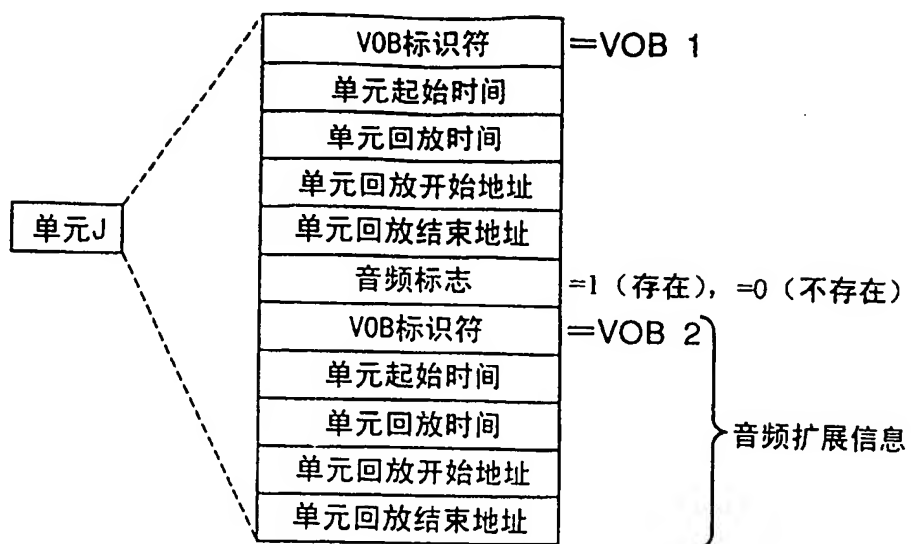 VOB标识符 =VOB 1
单元起始时间
单元回放时间
单元回放开始地址
单元J
单元回放结束地址
音频标志 =1（存在），=0（不存在）
VOB标识符 =VOB 2
单元起始时间
单元回放时间
音频扩展信息
单元回放开始地址
单元回放结束地址